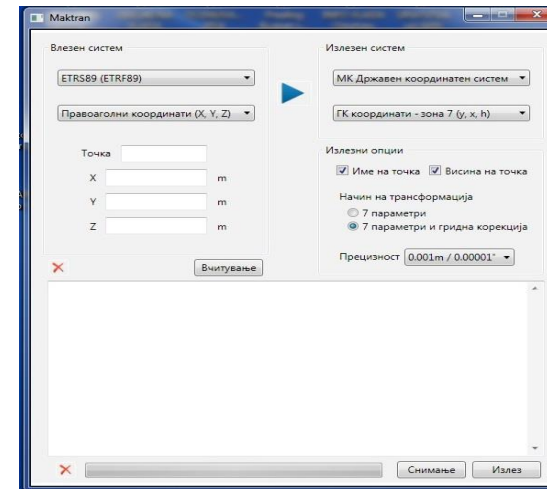 Maktran
Влезен систем
ETRS89 (ETRF89)
Правоаголни координати (X, Y, Z)
Точка
X m
Y m
Z m
Вчитување
Излезен систем
МК Државен координатен систем
ГК координати - зона 7 (y, x, h)
Излезни опции
Име на точка Висина на точка
Начин на трансформација
7 параметри
7 параметри и гридна корекција
Прецизност 0.001m / 0.00001"
Снимање Излез